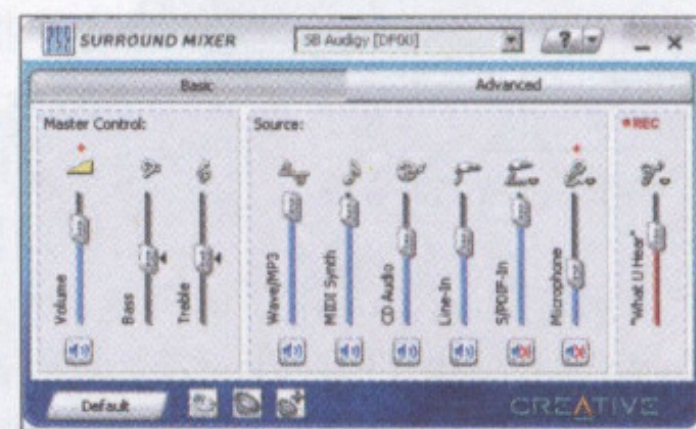 SURROUND MIXER
SB Audigy [DF00]
?
Basic
Advanced
Master Control:
Source:
REC
Volume
Bass
Treble
Wave/MP3
MIDI Synth
CD Audio
Line-In
S/PDIF-In
Microphone
"What U Hear"
Default
CREATIVE